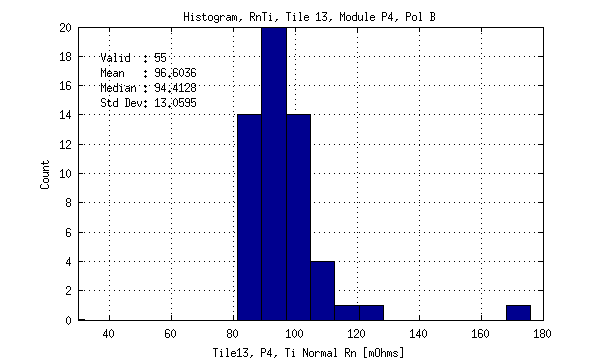 Histogram, RnTi, Tile 13, Module P4, Pol B
Valid : 55
Mean : 96.6036
Median : 94.4128
Std Dev: 13.0595
20
18
16
14
12
10
8
6
4
2
0
Count
40 60 80 100 120 140 160 180
Tile13, P4, Ti Normal Rn [mOhms]